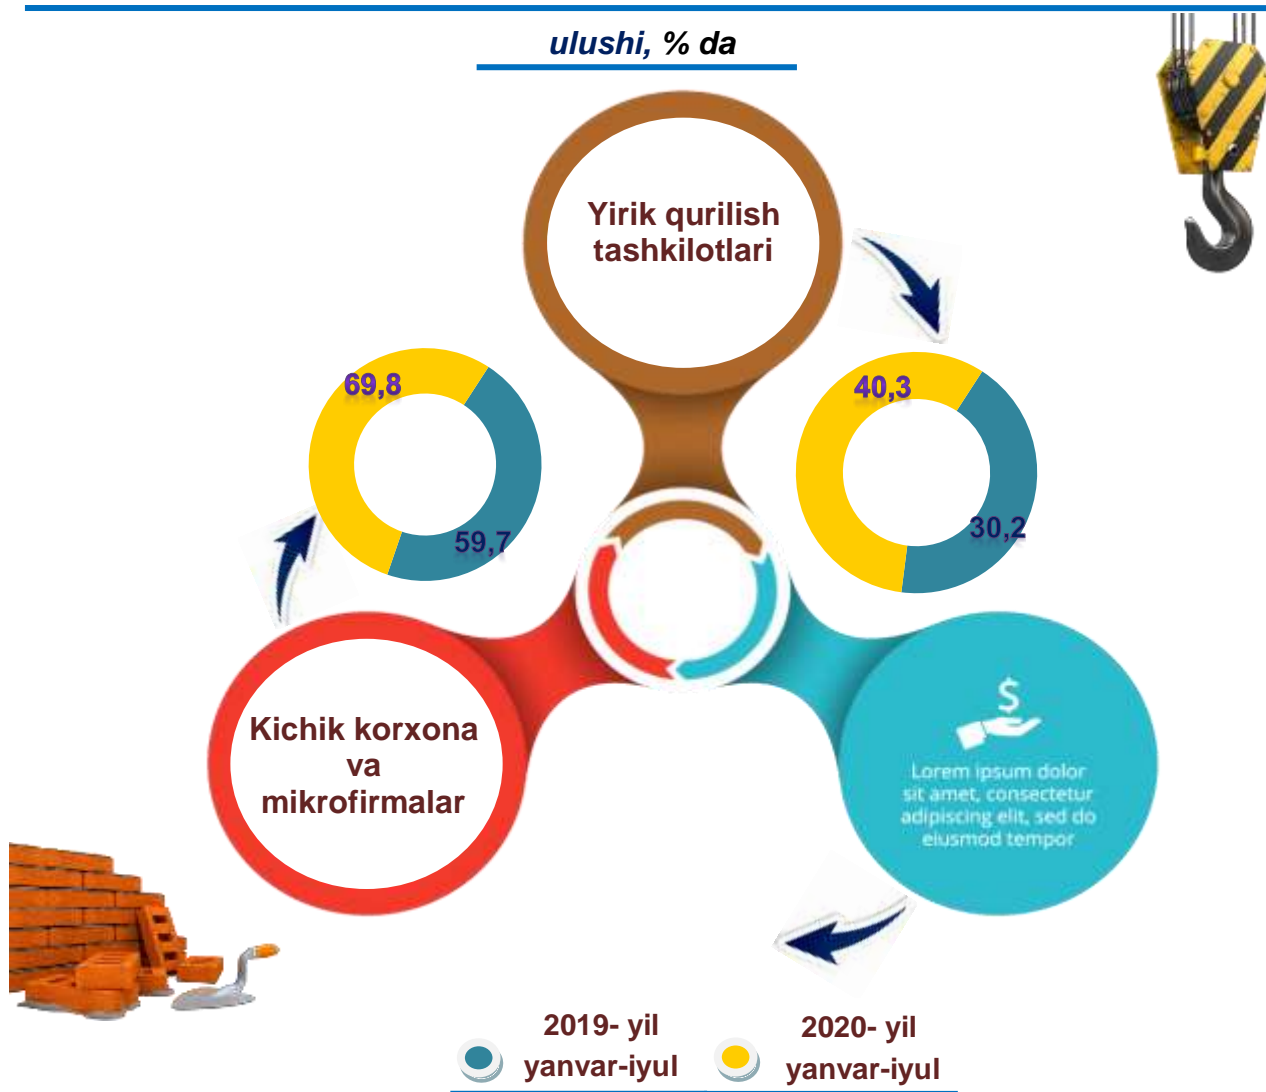 ulushi, % da
Yirik qurilish
tashkilotlari
69,8
59,7
40,3
30,2
Kichik korxona
va
mikrofirmalar
$
Lorem ipsum dolor
sit amet, consectetur
adipiscing elit, sed do
eiusmod tempor
2019- yil
yanvar-iyul
2020- yil
yanvar-iyul